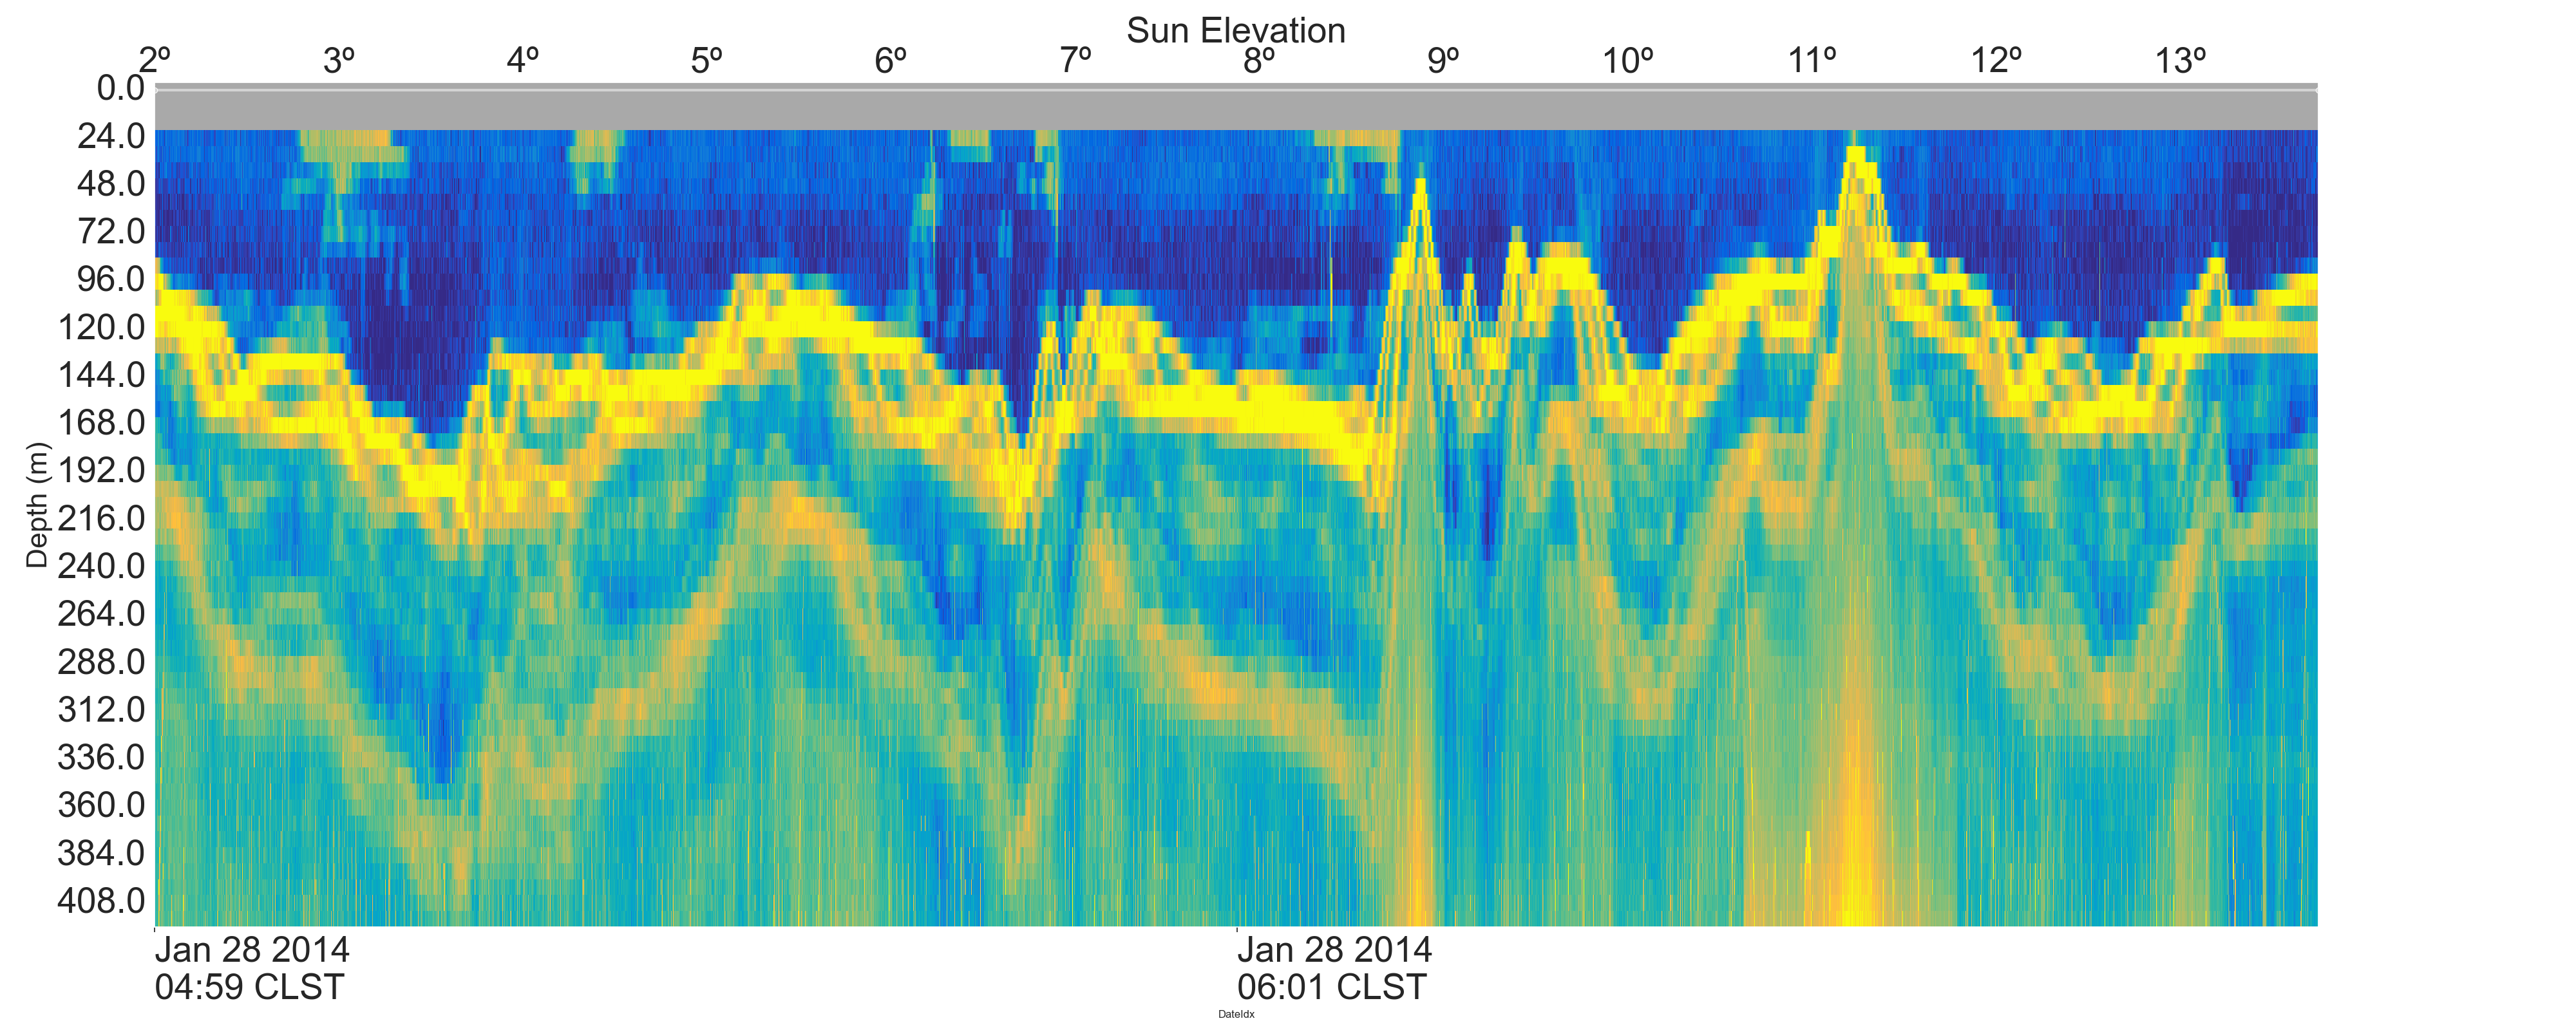 Sun Elevation
2º 3º 4º 5º 6º 7º 8º 9º 10º 11º 12º 13º
0.0
24.0
48.0
72.0
96.0
120.0
144.0
168.0
192.0
216.0
240.0
264.0
288.0
312.0
336.0
360.0
384.0
408.0
Depth (m)
Jan 28 2014
04:59 CLST
Jan 28 2014
06:01 CLST
DateIdx